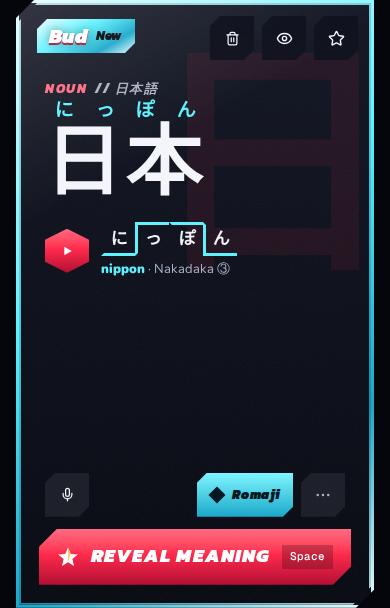 Bud New
NOUN // 日本語
にっぽん
日本
にっぽん
nippon · Nakadaka ③
Romaji
REVEAL MEANING Space